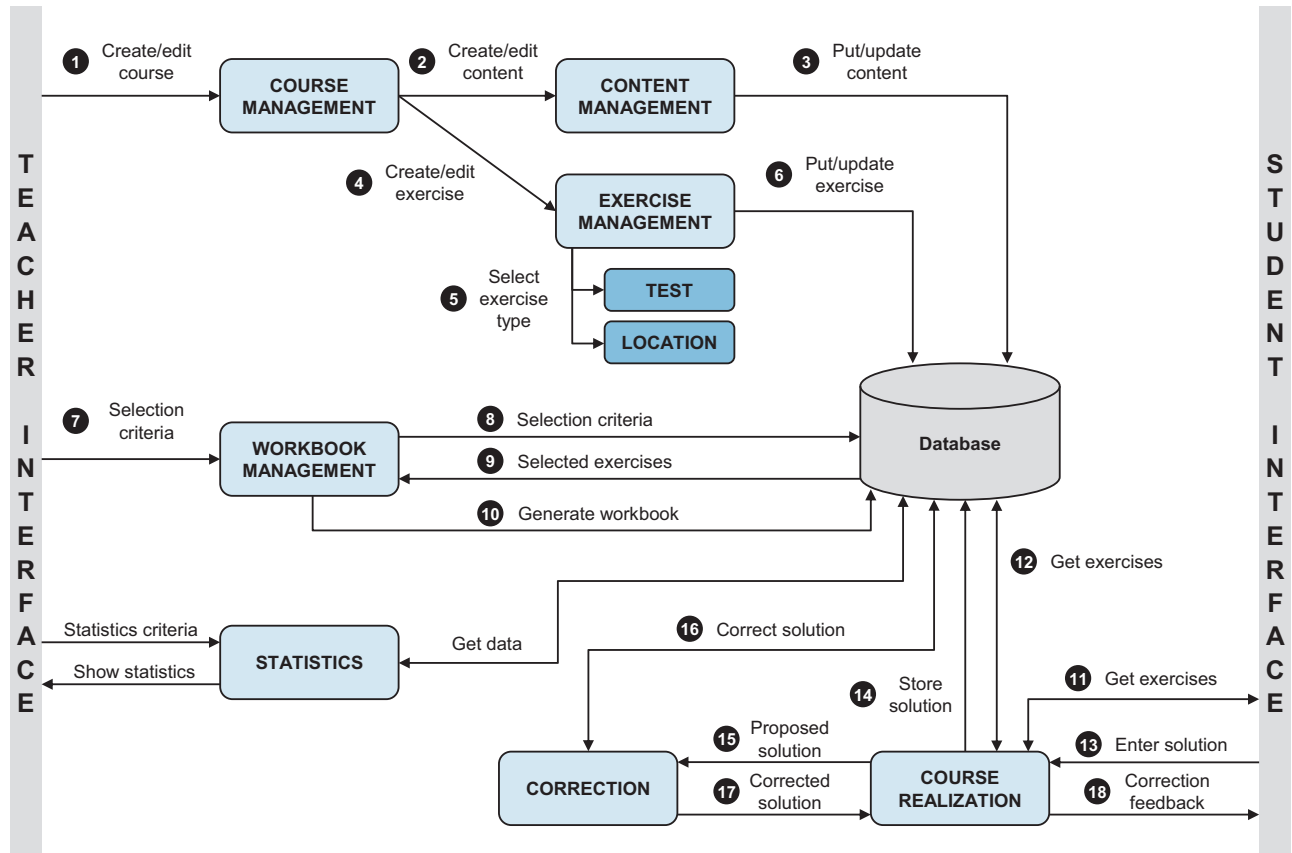 TEACHER INTERFACE
1 Create/edit
course
COURSE
MANAGEMENT
2 Create/edit
content
CONTENT
MANAGEMENT
3 Put/update
content
4 Create/edit
exercise
EXERCISE
MANAGEMENT
6 Put/update
exercise
5 Select
exercise
type
TEST
LOCATION
7 Selection
criteria
WORKBOOK
MANAGEMENT
8 Selection criteria
9 Selected exercises
10 Generate workbook
Database
12 Get exercises
Statistics criteria
Show statistics
STATISTICS
Get data
16 Correct solution
14 Store
solution
11 Get exercises
15 Proposed
solution
13 Enter solution
CORRECTION
17 Corrected
solution
COURSE
REALIZATION
18 Correction
feedback
STUDENT INTERFACE